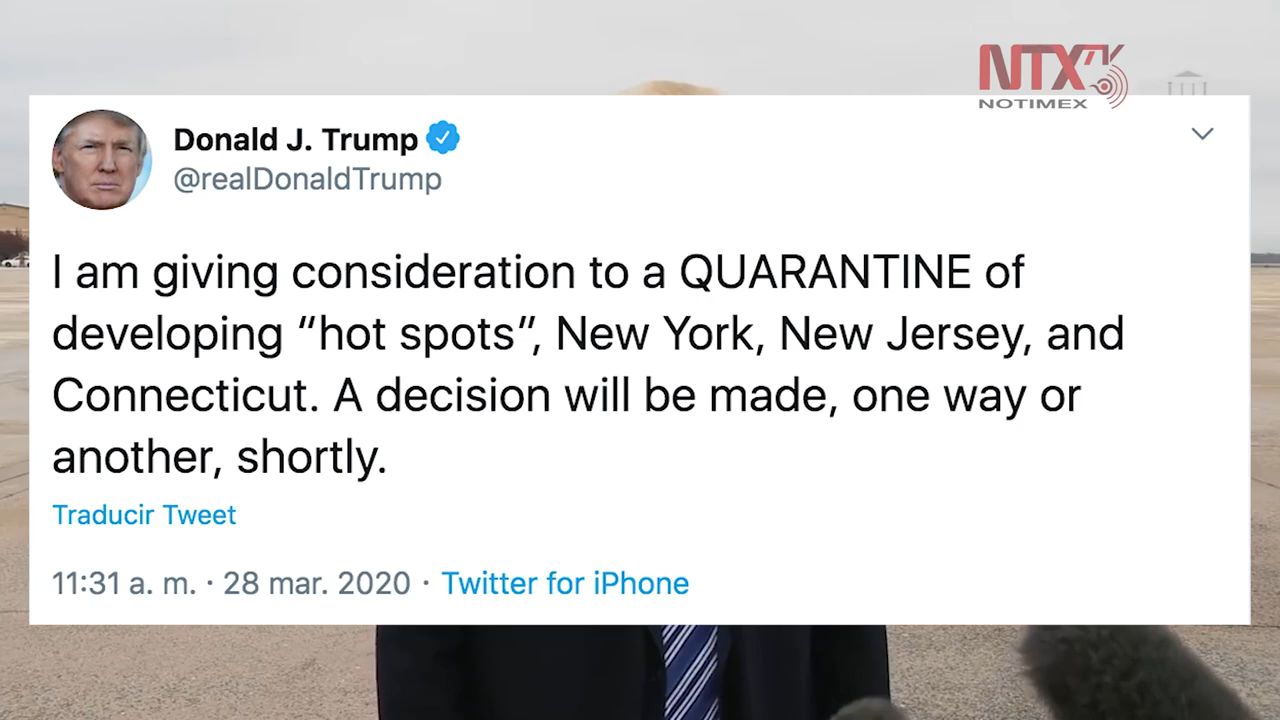 NTX TV
NOTIMEX
Donald J. Trump
@realDonaldTrump
I am giving consideration to a QUARANTINE of
developing “hot spots”, New York, New Jersey, and
Connecticut. A decision will be made, one way or
another, shortly.
Traducir Tweet
11:31 a. m. · 28 mar. 2020 · Twitter for iPhone